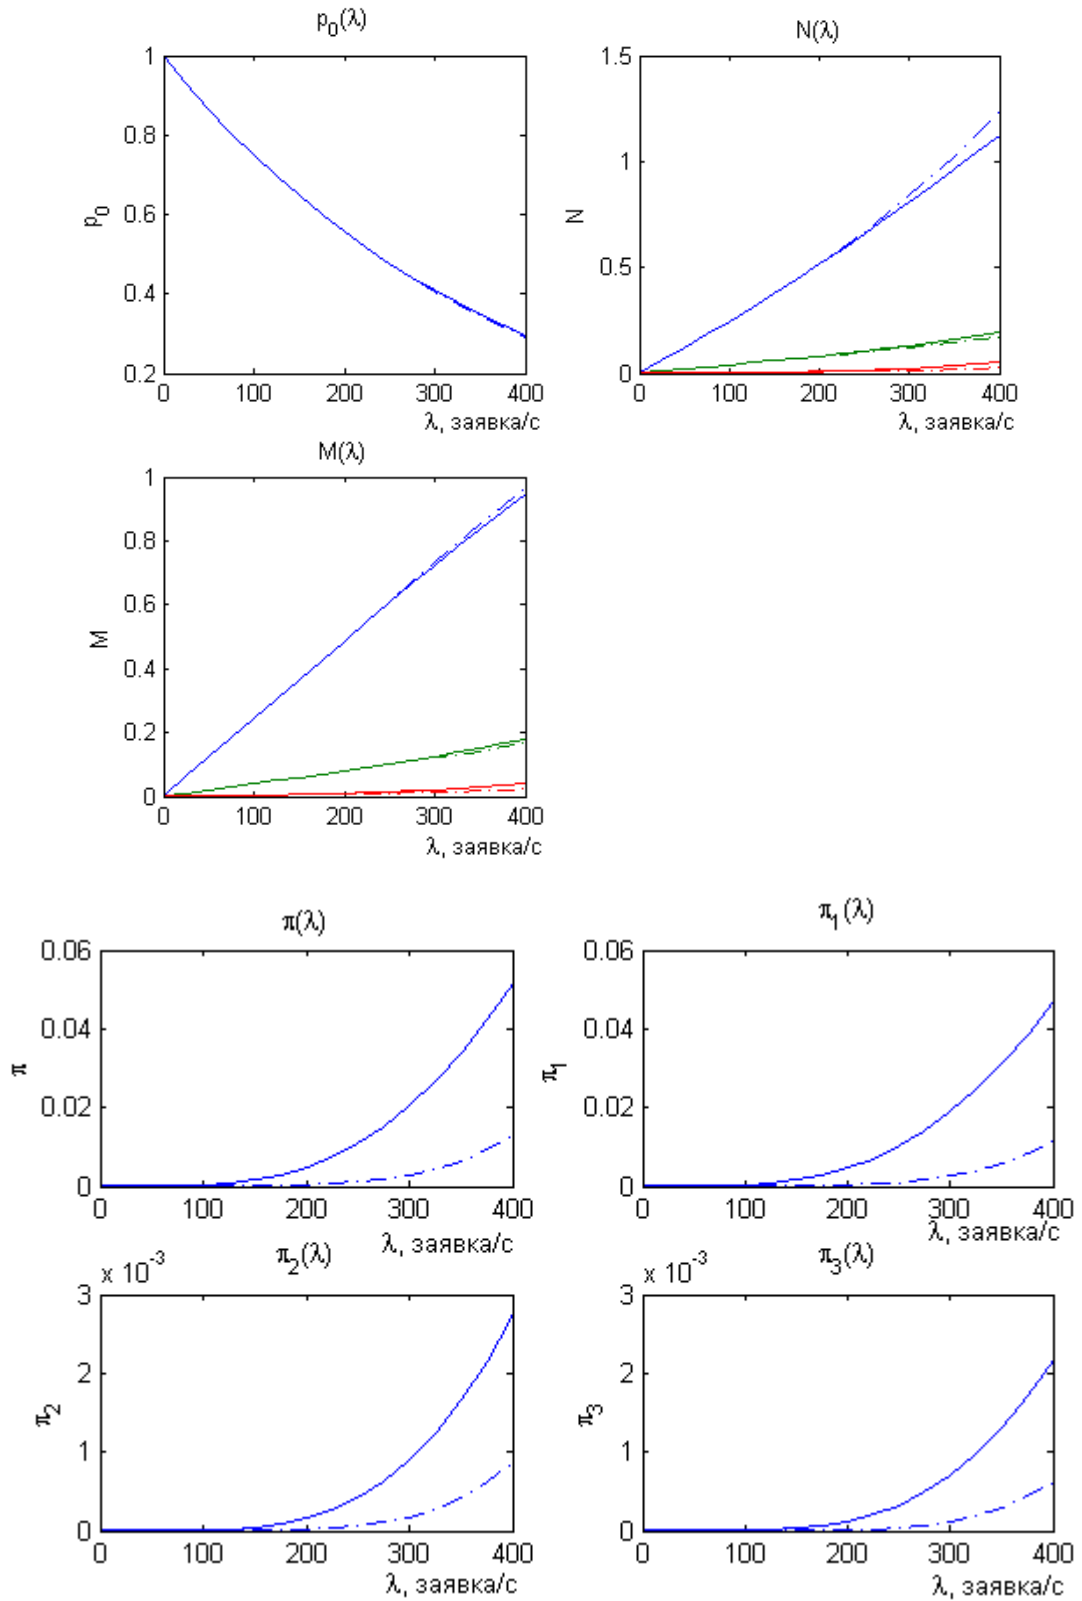 p0(λ)
1
0.8
0.6
0.4
0.2
p0
0 100 200 300 400
λ, заявка/с
N(λ)
1.5
1
0.5
0
N
0 100 200 300 400
λ, заявка/с
M(λ)
1
0.8
0.6
0.4
0.2
0
M
0 100 200 300 400
λ, заявка/с
π(λ)
0.06
0.04
0.02
0
π
0 100 200 300 400
λ, заявка/с
π1(λ)
0.06
0.04
0.02
0
π1
0 100 200 300 400
λ, заявка/с
π2(λ)
x 10-3
3
2
1
0
π2
0 100 200 300 400
λ, заявка/с
π3(λ)
x 10-3
3
2
1
0
π3
0 100 200 300 400
λ, заявка/с